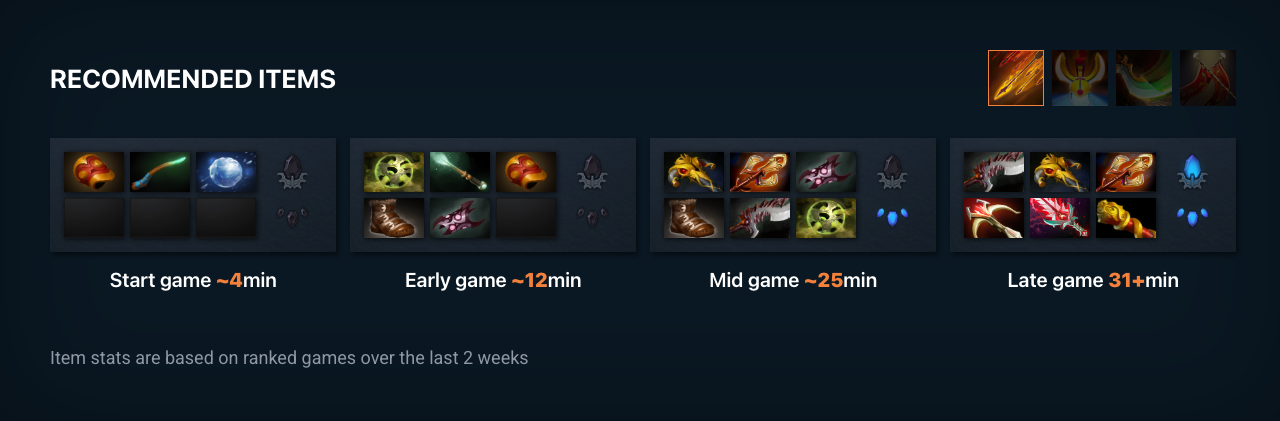 RECOMMENDED ITEMS
Start game ~4min
Early game ~12min
Mid game ~25min
Late game 31+min
Item stats are based on ranked games over the last 2 weeks